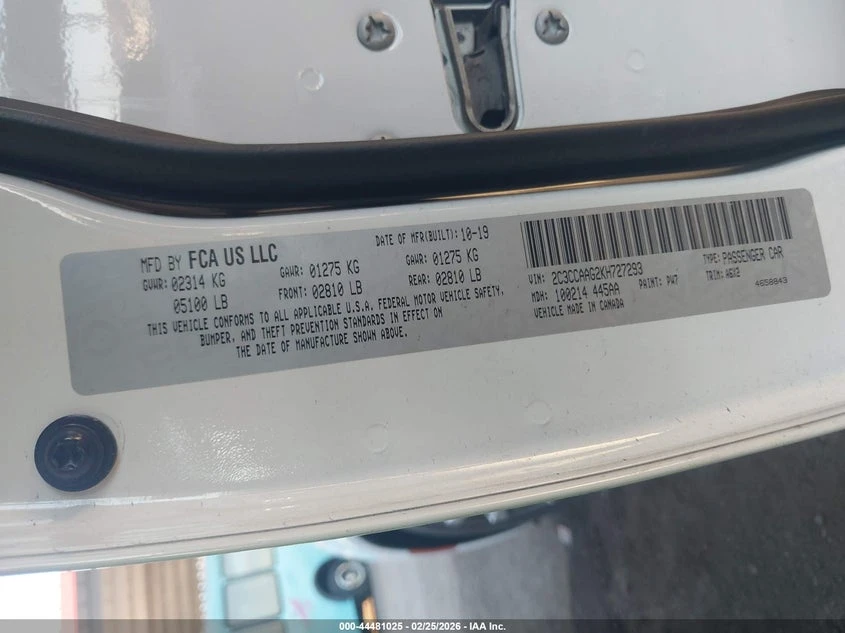 MFD BY FCA US LLC DATE OF MFR(BUILT): 10-19
GVWR: 02314 KG GAWR: 01275 KG GAWR: 01275 KG
05100 LB FRONT: 02810 LB REAR: 02810 LB
THIS VEHICLE CONFORMS TO ALL APPLICABLE U.S.A. FEDERAL MOTOR VEHICLE SAFETY,
BUMPER, AND THEFT PREVENTION STANDARDS IN EFFECT ON
THE DATE OF MANUFACTURE SHOWN ABOVE.
VIN: 2C3CCAAG2KH727293 TYPE: PASSENGER CAR
MDH: 100214 445AA PAINT: PW7 TRIM: A6X2
VEHICLE MADE IN CANADA 4658843
000-44481025 - 02/25/2026 - IAA Inc.